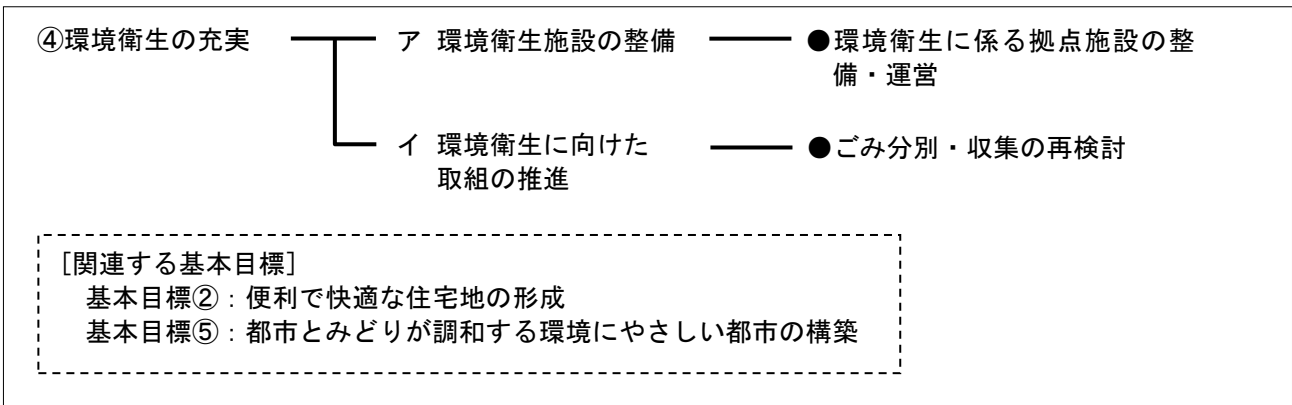 ④環境衛生の充実
ア 環境衛生施設の整備
●環境衛生に係る拠点施設の整
備・運営
イ 環境衛生に向けた
取組の推進
●ごみ分別・収集の再検討
[関連する基本目標]
基本目標②：便利で快適な住宅地の形成
基本目標⑤：都市とみどりが調和する環境にやさしい都市の構築